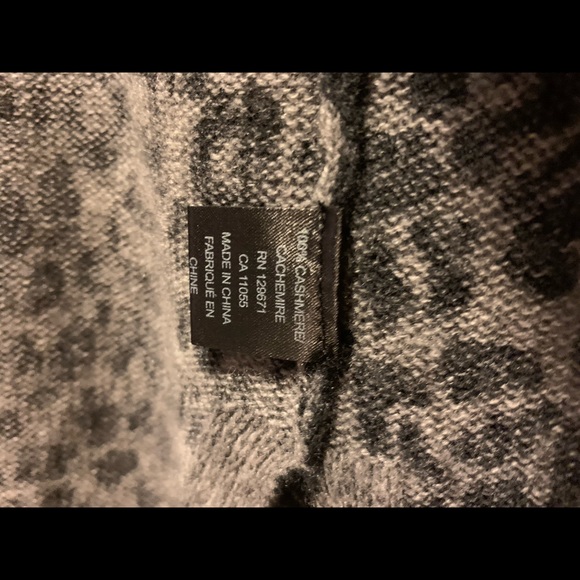 100% CASHMERE/
CACHEMIRE
RN 129671
CA 11055
MADE IN CHINA
FABRIQUÉ EN
CHINE